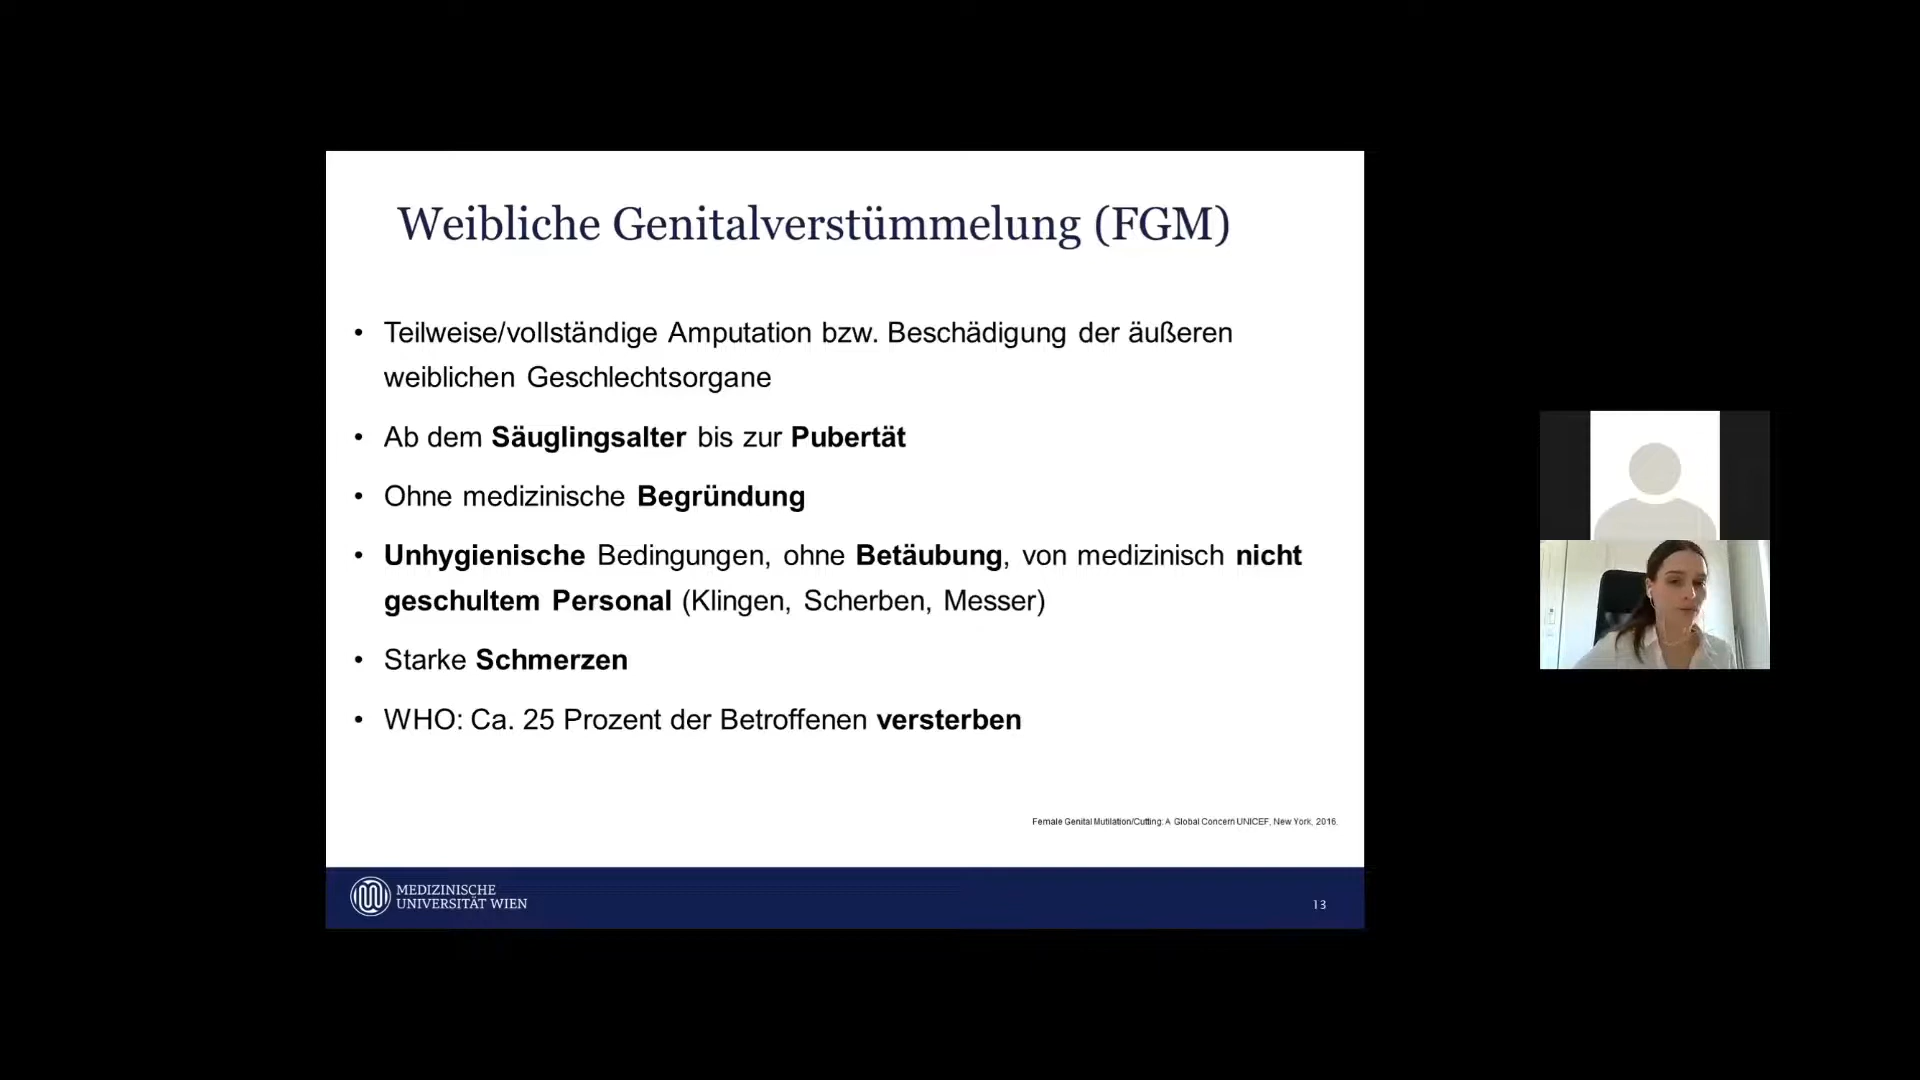 Weibliche Genitalverstümmelung (FGM)
• Teilweise/vollständige Amputation bzw. Beschädigung der äußeren
weiblichen Geschlechtsorgane
• Ab dem Säuglingsalter bis zur Pubertät
• Ohne medizinische Begründung
• Unhygienische Bedingungen, ohne Betäubung, von medizinisch nicht
geschultem Personal (Klingen, Scherben, Messer)
• Starke Schmerzen
• WHO: Ca. 25 Prozent der Betroffenen versterben
Female Genital Mutilation/Cutting: A Global Concern UNICEF, New York, 2016.
MEDIZINISCHE
UNIVERSITÄT WIEN
13